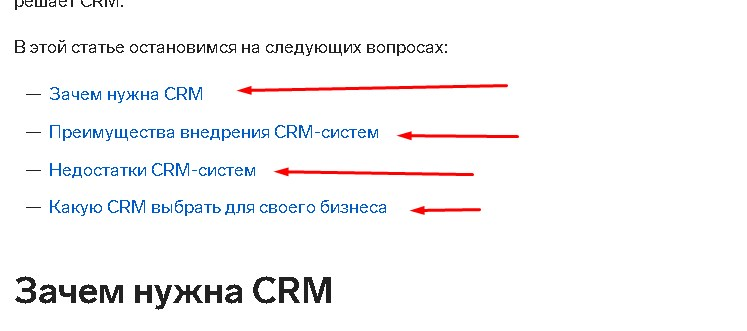 решает CRM.
В этой статье остановимся на следующих вопросах:
— Зачем нужна CRM
— Преимущества внедрения CRM-систем
— Недостатки CRM-систем
— Какую CRM выбрать для своего бизнеса
Зачем нужна CRM